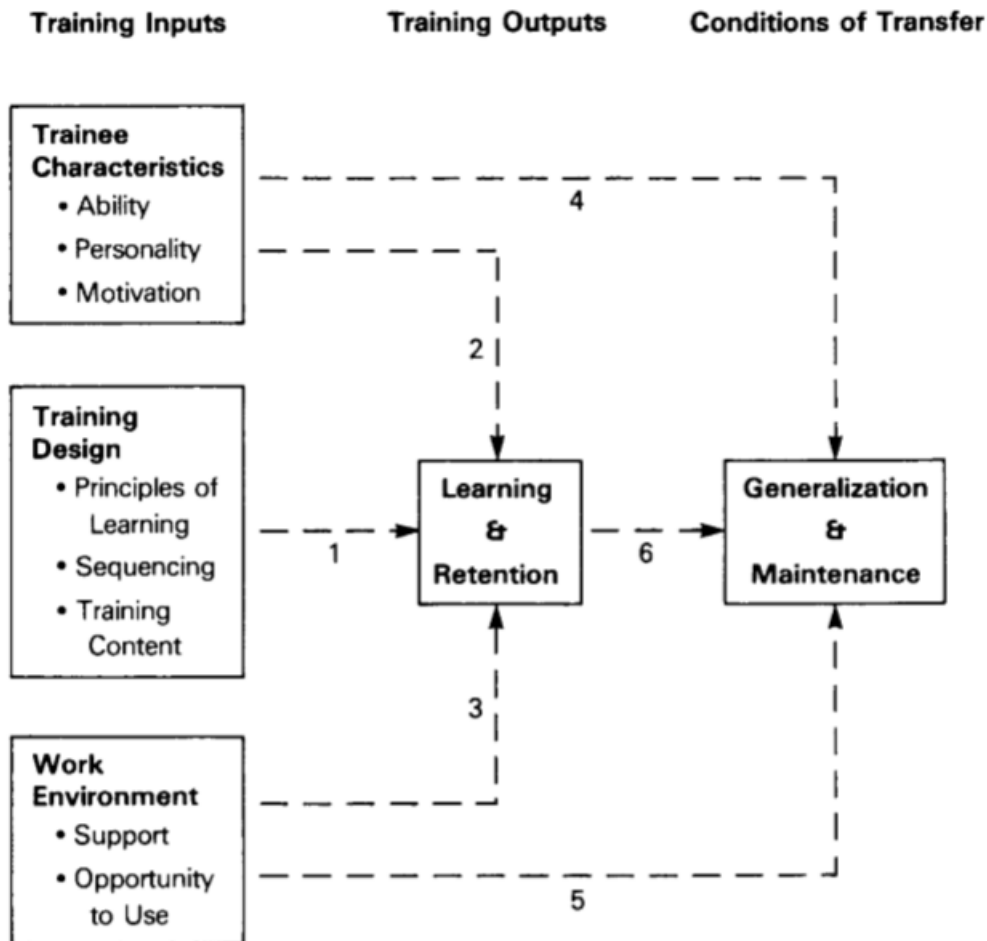 Training Inputs
Training Outputs
Conditions of Transfer
Trainee
Characteristics
• Ability
• Personality
• Motivation
4
2
Training
Design
• Principles of
Learning
• Sequencing
• Training
Content
1
Learning
&
Retention
6
Generalization
&
Maintenance
3
Work
Environment
• Support
• Opportunity
to Use
5